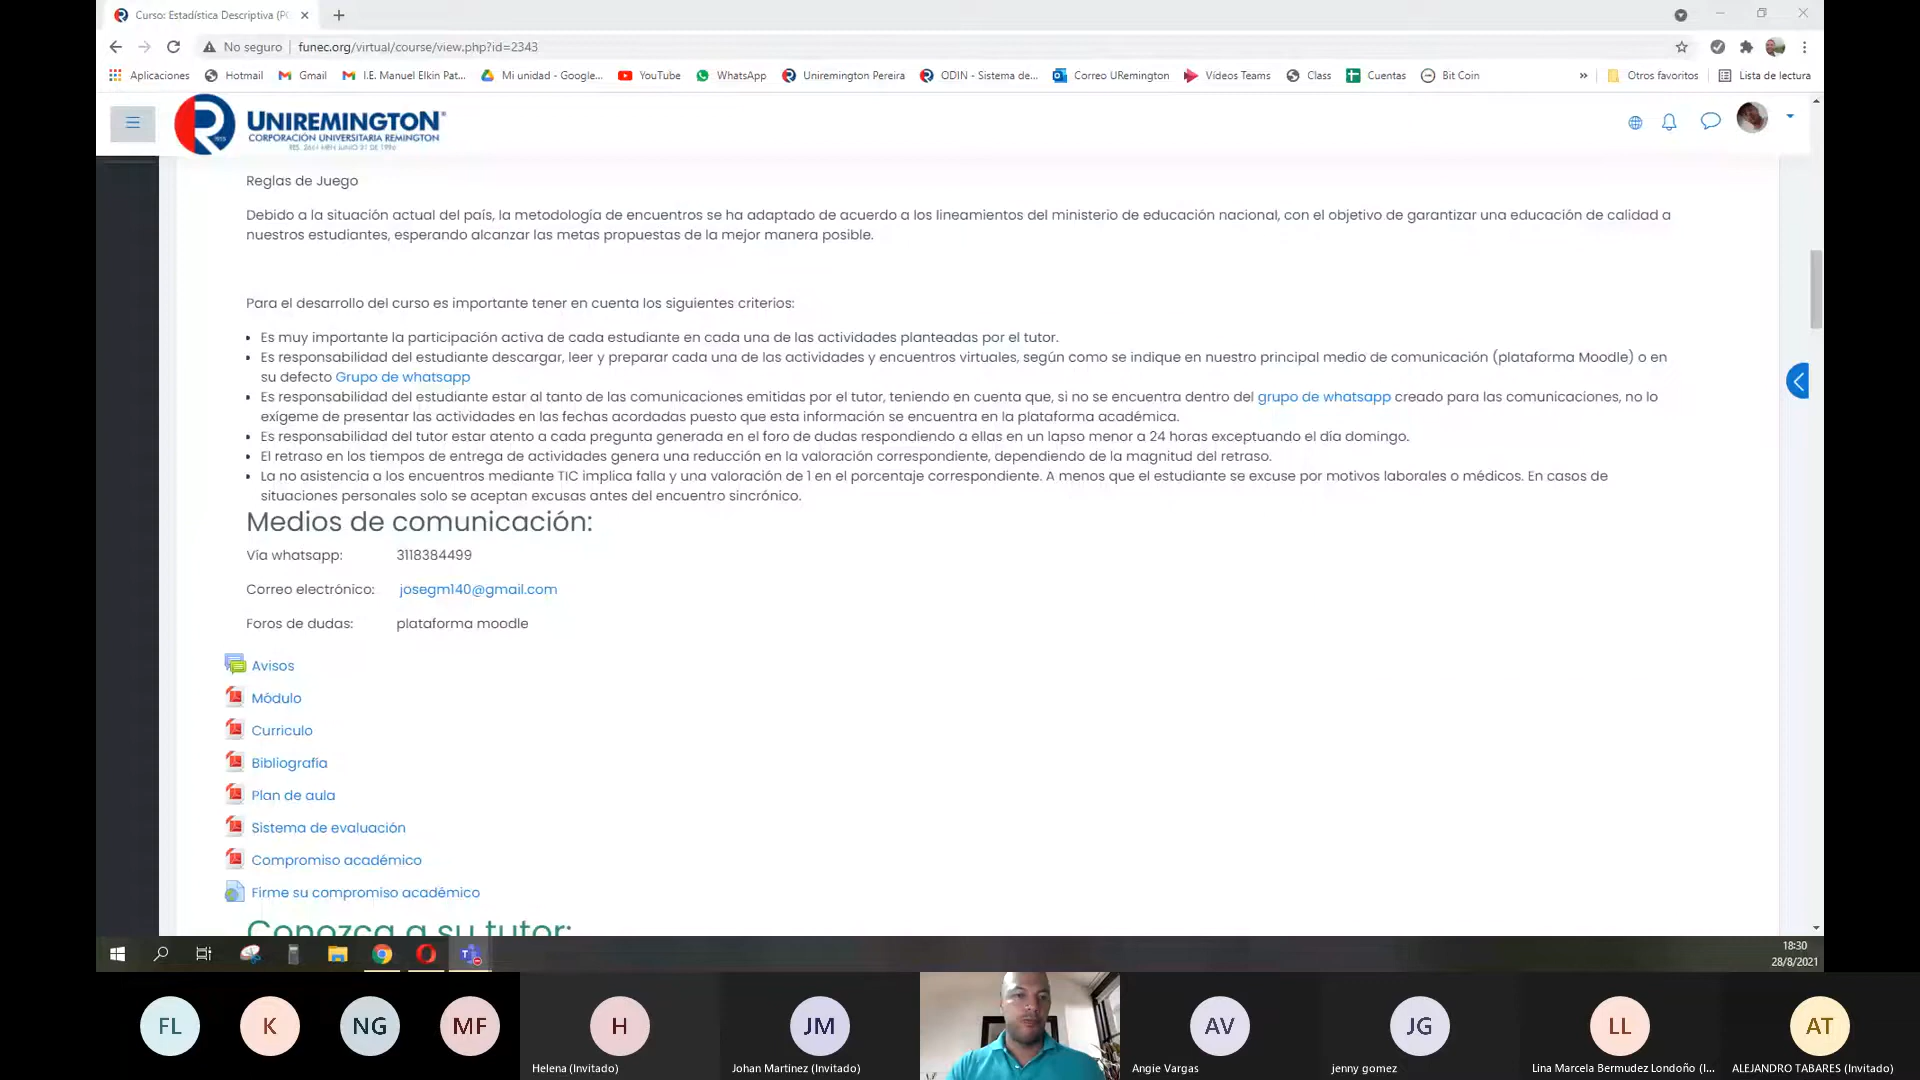 Curso: Estadística Descriptiva (PC
No seguro | funec.org/virtual/course/view.php?id=2343
Aplicaciones Hotmail Gmail I.E. Manuel Elkin Pat... Mi unidad - Google... YouTube WhatsApp Uniremington Pereira ODIN - Sistema de... Correo URemington Vídeos Teams Class Cuentas Bit Coin » Otros favoritos Lista de lectura
UNIREMINGTON®
CORPORACIÓN UNIVERSITARIA REMINGTON
RES. 2661 MEN JUNIO 21 DE 1996
Reglas de Juego
Debido a la situación actual del país, la metodología de encuentros se ha adaptado de acuerdo a los lineamientos del ministerio de educación nacional, con el objetivo de garantizar una educación de calidad a
nuestros estudiantes, esperando alcanzar las metas propuestas de la mejor manera posible.
Para el desarrollo del curso es importante tener en cuenta los siguientes criterios:
• Es muy importante la participación activa de cada estudiante en cada una de las actividades planteadas por el tutor.
• Es responsabilidad del estudiante descargar, leer y preparar cada una de las actividades y encuentros virtuales, según como se indique en nuestro principal medio de comunicación (plataforma Moodle) o en
su defecto Grupo de whatsapp
• Es responsabilidad del estudiante estar al tanto de las comunicaciones emitidas por el tutor, teniendo en cuenta que, sì no se encuentra dentro del grupo de whatsapp creado para las comunicaciones, no lo
exígeme de presentar las actividades en las fechas acordadas puesto que esta información se encuentra en la plataforma académica.
• Es responsabilidad del tutor estar atento a cada pregunta generada en el foro de dudas respondiendo a ellas en un lapso menor a 24 horas exceptuando el día domingo.
• El retraso en los tiempos de entrega de actividades genera una reducción en la valoración correspondiente, dependiendo de la magnitud del retraso.
• La no asistencia a los encuentros mediante TIC implica falla y una valoración de 1 en el porcentaje correspondiente. A menos que el estudiante se excuse por motivos laborales o médicos. En casos de
situaciones personales solo se aceptan excusas antes del encuentro sincrónico.
Medios de comunicación:
Vía whatsapp: 3118384499
Correo electrónico: josegm140@gmail.com
Foros de dudas: plataforma moodle
Avisos
Módulo
Curriculo
Bibliografía
Plan de aula
Sistema de evaluación
Compromiso académico
Firme su compromiso académico
Conozca a su tutor:
18:30
28/8/2021
FL K NG MF H JM AV JG LL AT
Helena (Invitado) Johan Martinez (Invitado) Angie Vargas jenny gomez Lina Marcela Bermudez Londoño (I... ALEJANDRO TABARES (Invitado)